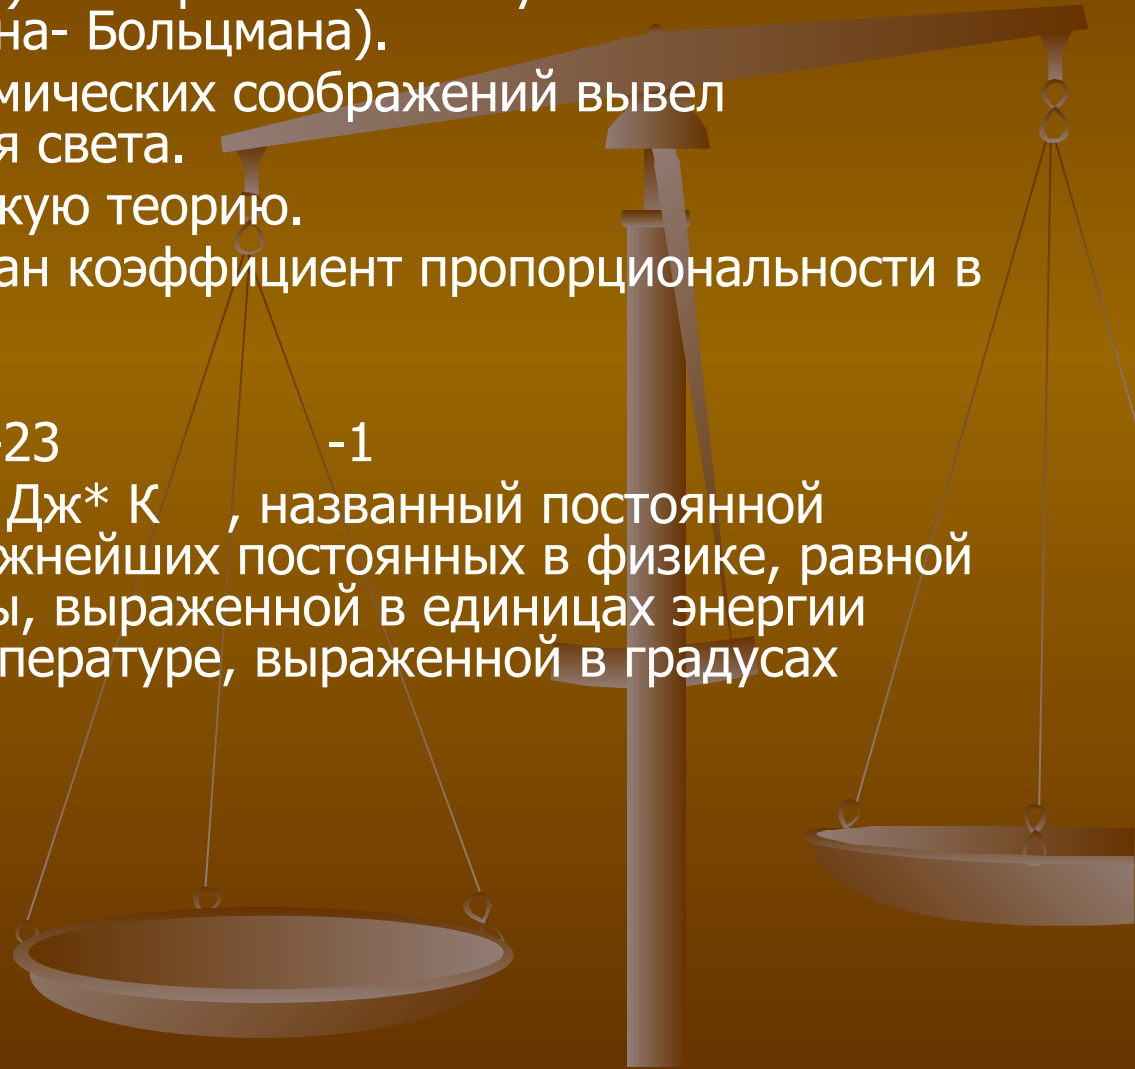 на- Больцмана).
мических соображений вывел
я света.
кую теорию.
ан коэффициент пропорциональности в
-23 -1
Дж* К , названный постоянной
жнейших постоянных в физике, равной
ы, выраженной в единицах энергии
пературе, выраженной в градусах